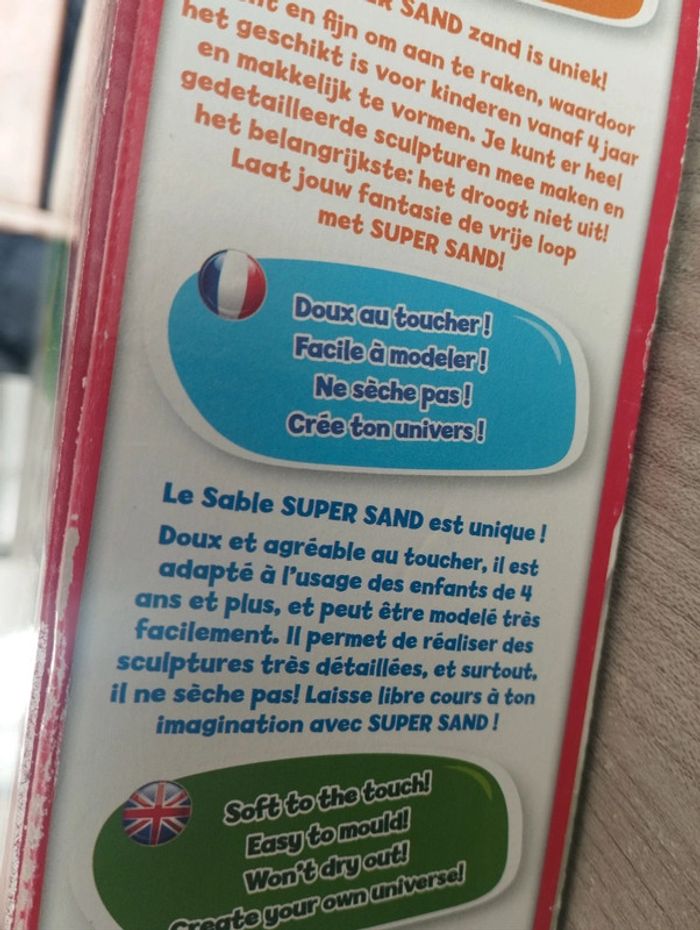 SAND zand is uniek!
en fijn om aan te raken, waardoor
het geschikt is voor kinderen vanaf 4 jaar
en makkelijk te vormen. Je kunt er heel
gedetailleerde sculpturen mee maken en
het belangrijkste: het droogt niet uit!
Laat jouw fantasie de vrije loop
met SUPER SAND!
Doux au toucher!
Facile à modeler!
Ne sèche pas!
Crée ton univers!
Le Sable SUPER SAND est unique !
Doux et agréable au toucher, il est
adapté à l'usage des enfants de 4
ans et plus, et peut être modelé très
facilement. Il permet de réaliser des
sculptures très détaillées, et surtout,
il ne sèche pas! Laisse libre cours à ton
imagination avec SUPER SAND !
Soft to the touch!
Easy to mould!
Won't dry out!
Create your own universe!